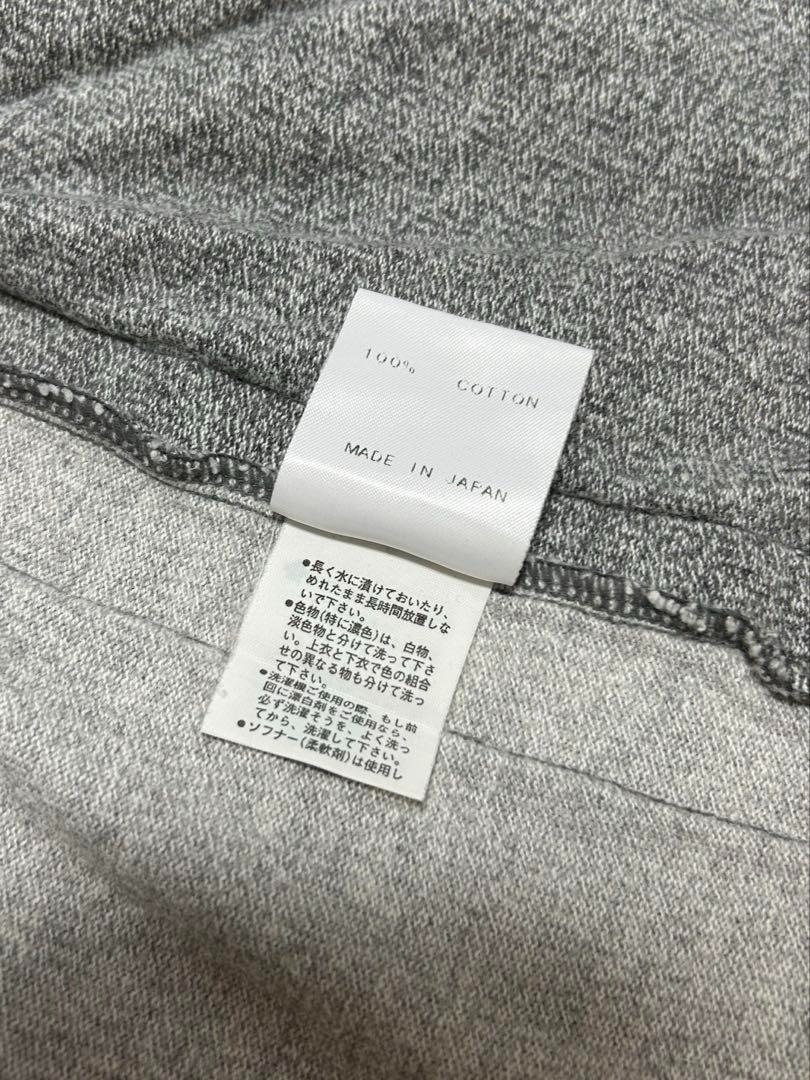 100% COTTON
MADE IN JAPAN
●長く水に漬けておいたり、
めれたまま長時間放置しな
いで下さい。
●色物(特に濃色)は、白物、
淡色物と分けて洗って下さ
い。上衣と下衣で色の組合
せの異なる物も分けて洗っ
て下さい。
●洗濯機ご使用の際、もし前
回に漂白剤をご使用なら、
必ず洗濯そうを、よく洗っ
てから、洗濯して下さい。
●ソフナー(柔軟剤)は使用し